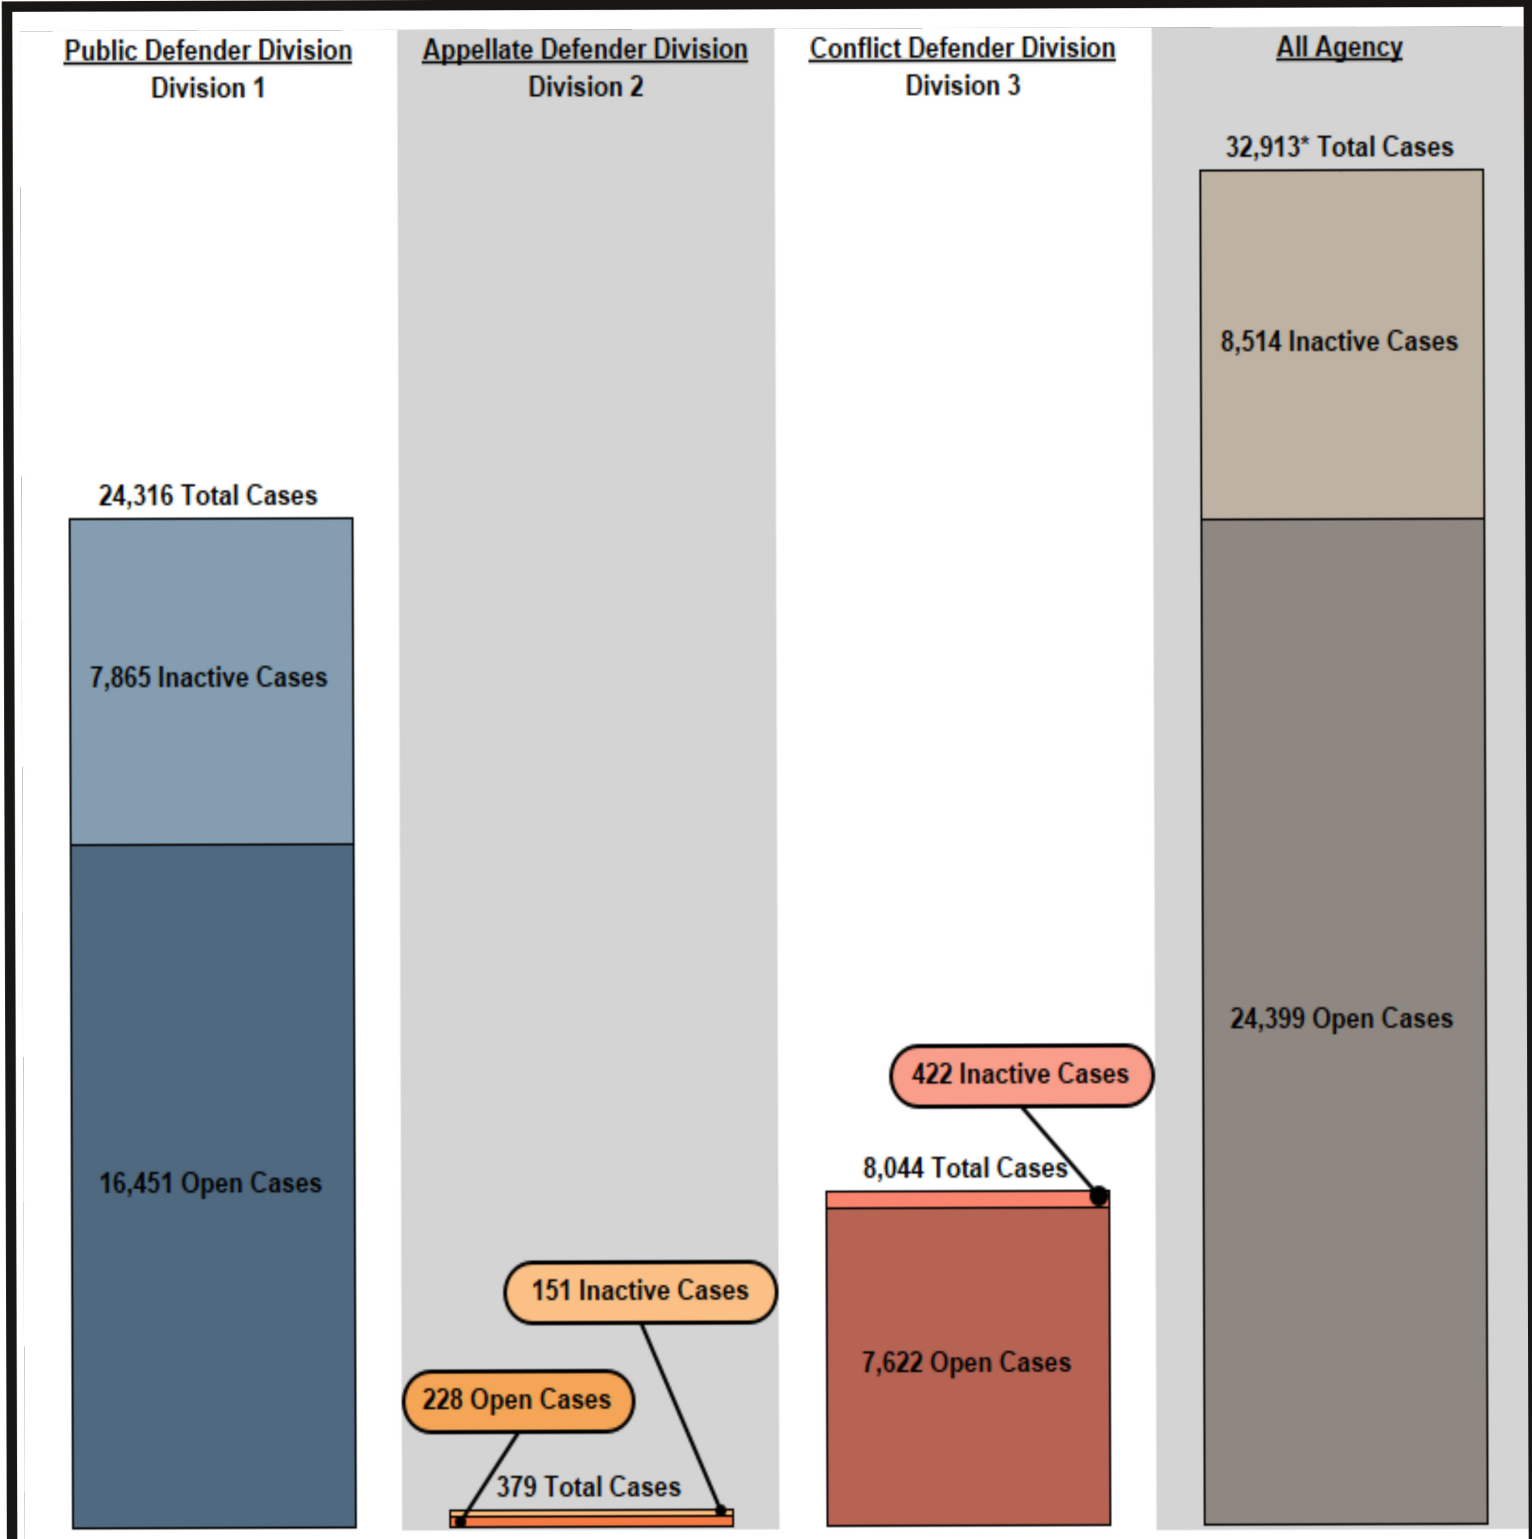 Public Defender Division
Division 1
Appellate Defender Division
Division 2
Conflict Defender Division
Division 3
All Agency
32,913* Total Cases
8,514 Inactive Cases
24,399 Open Cases
24,316 Total Cases
7,865 Inactive Cases
16,451 Open Cases
151 Inactive Cases
228 Open Cases
379 Total Cases
422 Inactive Cases
8,044 Total Cases
7,622 Open Cases